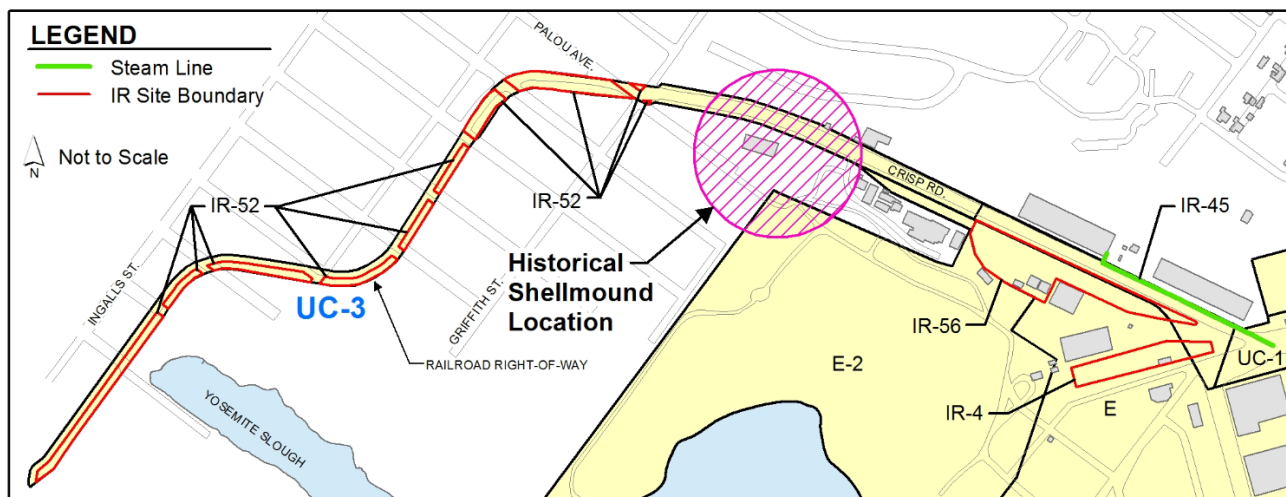 LEGEND
Steam Line
IR Site Boundary
N
Not to Scale
PALOU AVE.
IR-52
IR-52
INGALLS ST.
UC-3
GRIFFITH ST.
RAILROAD RIGHT-OF-WAY
YOSEMITE SLOUGH
Historical
Shellmound
Location
CRISP RD.
IR-45
IR-56
UC-1
E-2
IR-4
E